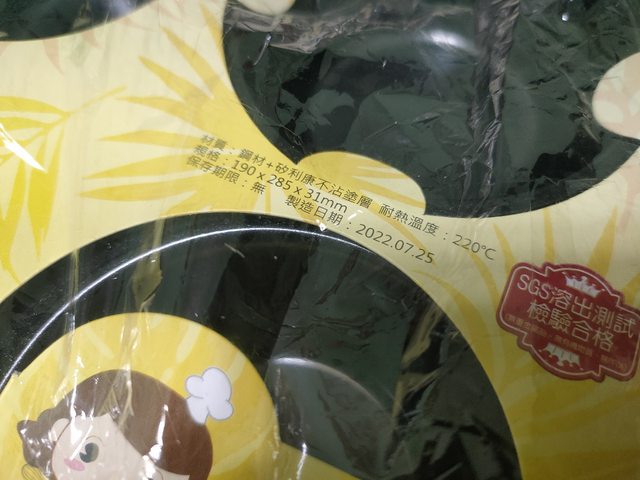 材質：鋼材+矽利康不沾塗層 耐熱溫度：220℃
規格：190 x 285 x 31mm
保存期限：無 製造日期：2022.07.25
SGS溶出測試
檢驗合格